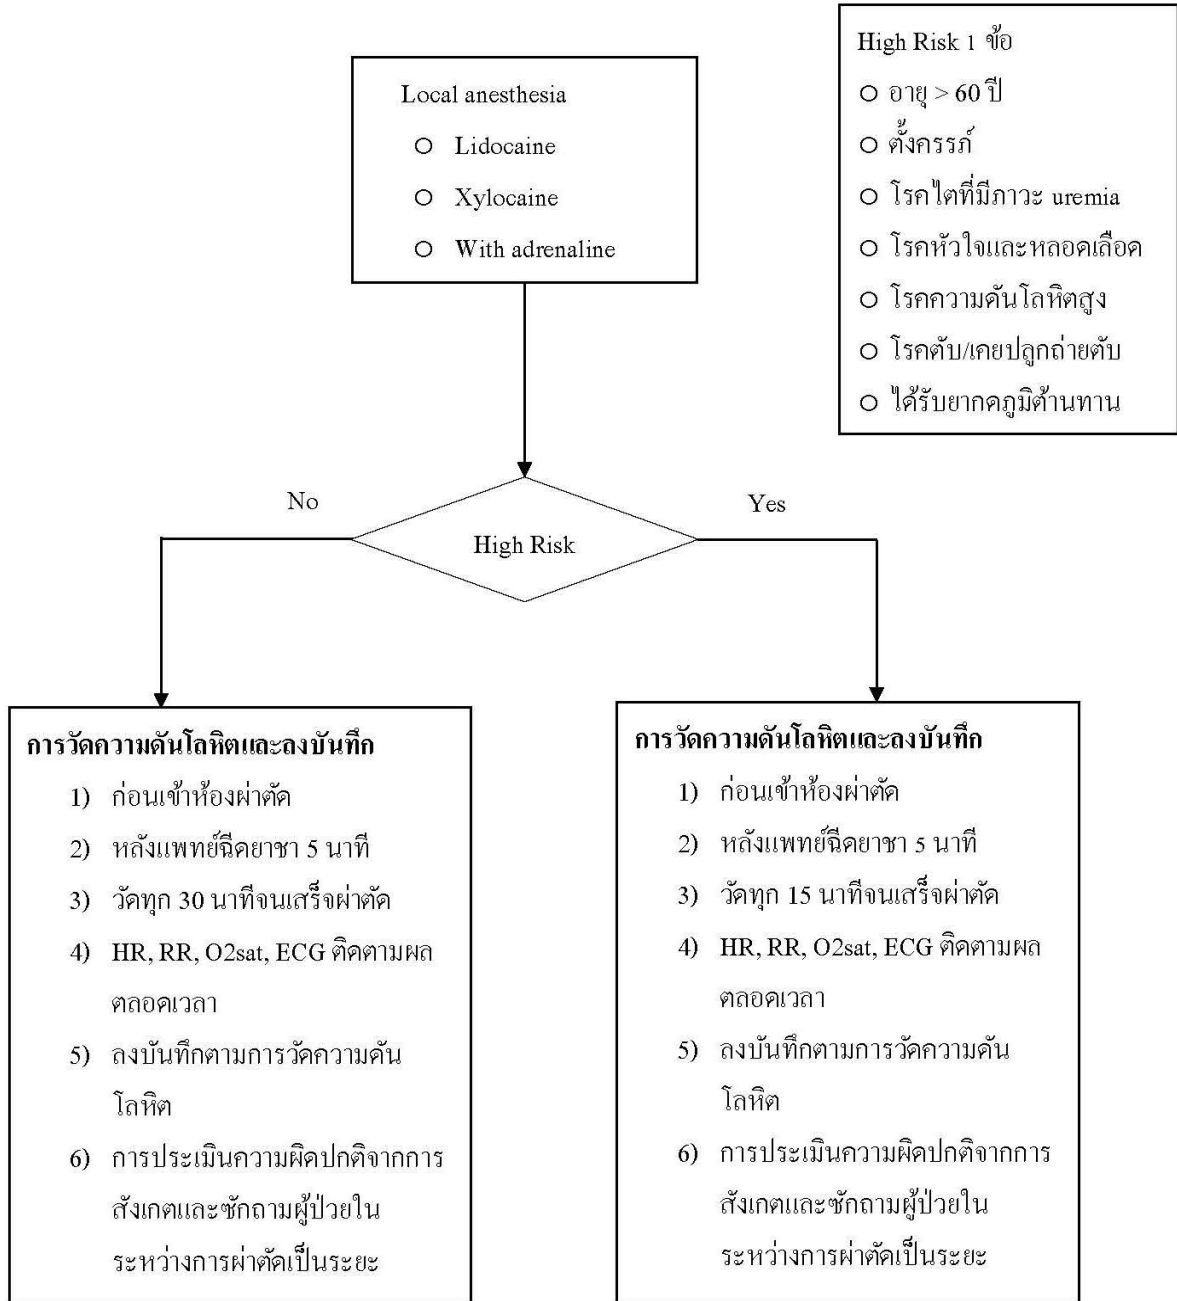 High Risk 1 ข้อ
อายุ > 60 ปี
ตั้งครรภ์
โรคไตที่มีภาวะ uremia
โรคหัวใจและหลอดเลือด
โรคความดันโลหิตสูง
โรคตับ/เคยปลูกถ่ายตับ
ได้รับยากดภูมิต้านทาน
Local anesthesia
Lidocaine
Xylocaine
With adrenaline
No
Yes
High Risk
การวัดความดันโลหิตและลงบันทึก
1) ก่อนเข้าห้องผ่าตัด
2) หลังแพทย์ฉีดยาชา 5 นาที
3) วัดทุก 30 นาทีจนเสร็จผ่าตัด
4) HR, RR, O2sat, ECG ติดตามผล
ตลอดเวลา
5) ลงบันทึกตามการวัดความดัน
โลหิต
6) การประเมินความผิดปกติจากการ
สังเกตและซักถามผู้ป่วยใน
ระหว่างการผ่าตัดเป็นระยะ
การวัดความดันโลหิตและลงบันทึก
1) ก่อนเข้าห้องผ่าตัด
2) หลังแพทย์ฉีดยาชา 5 นาที
3) วัดทุก 15 นาทีจนเสร็จผ่าตัด
4) HR, RR, O2sat, ECG ติดตามผล
ตลอดเวลา
5) ลงบันทึกตามการวัดความดัน
โลหิต
6) การประเมินความผิดปกติจากการ
สังเกตและซักถามผู้ป่วยใน
ระหว่างการผ่าตัดเป็นระยะ